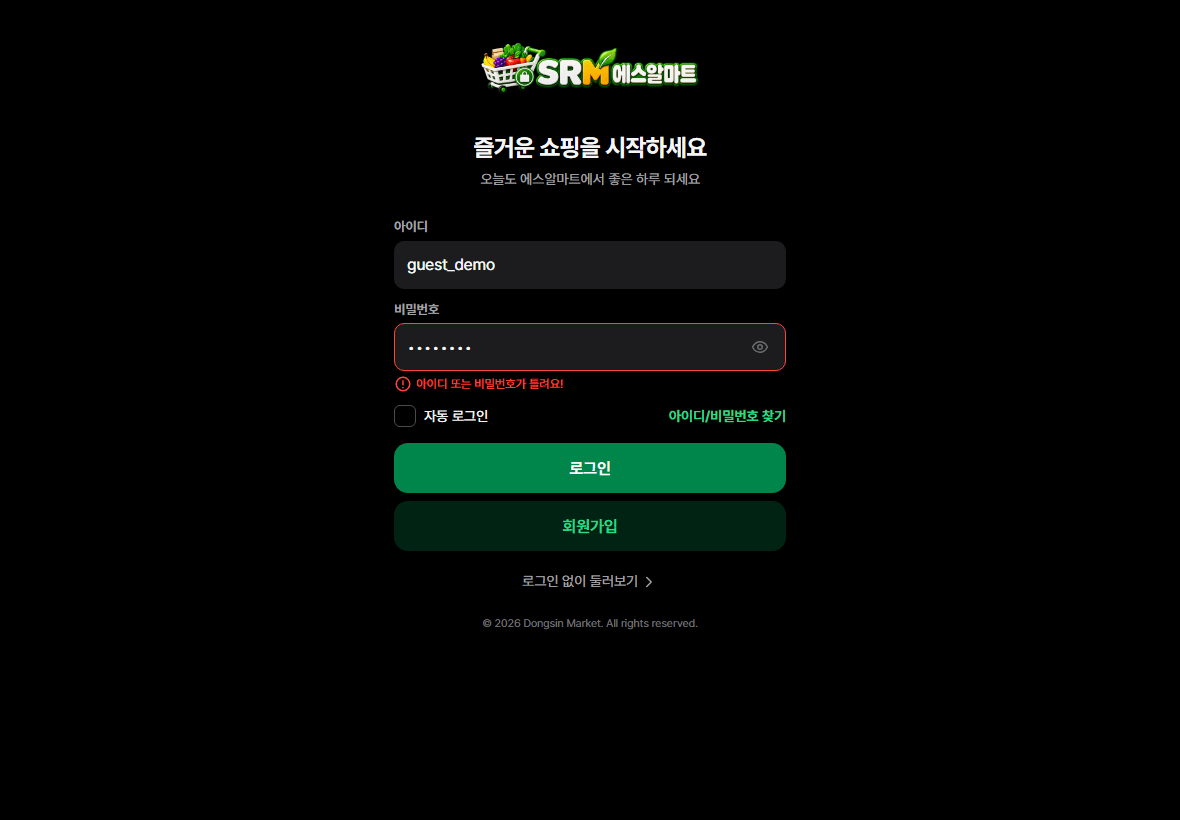 SRM 에스알마트
즐거운 쇼핑을 시작하세요
오늘도 에스알마트에서 좋은 하루 되세요
아이디
guest_demo
비밀번호
••••••••
아이디 또는 비밀번호가 틀려요!
자동 로그인
아이디/비밀번호 찾기
로그인
회원가입
로그인 없이 둘러보기
© 2026 Dongsin Market. All rights reserved.